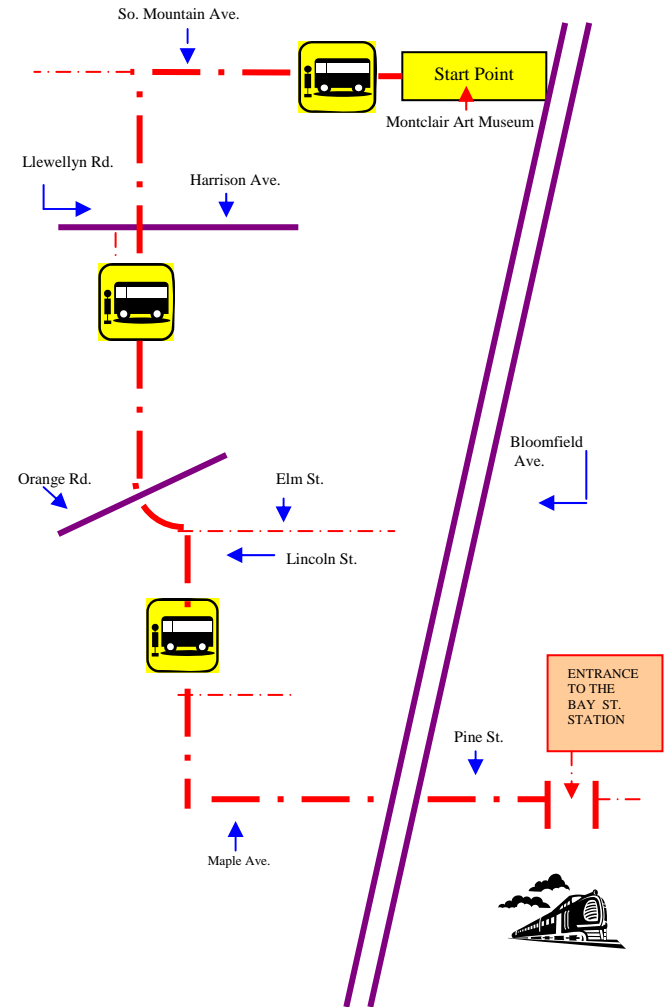 So. Mountain Ave.
Start Point
Montclair Art Museum
Llewellyn Rd.
Harrison Ave.
Bloomfield
Ave.
Orange Rd.
Elm St.
Lincoln St.
ENTRANCE
TO THE
BAY ST.
STATION
Pine St.
Maple Ave.